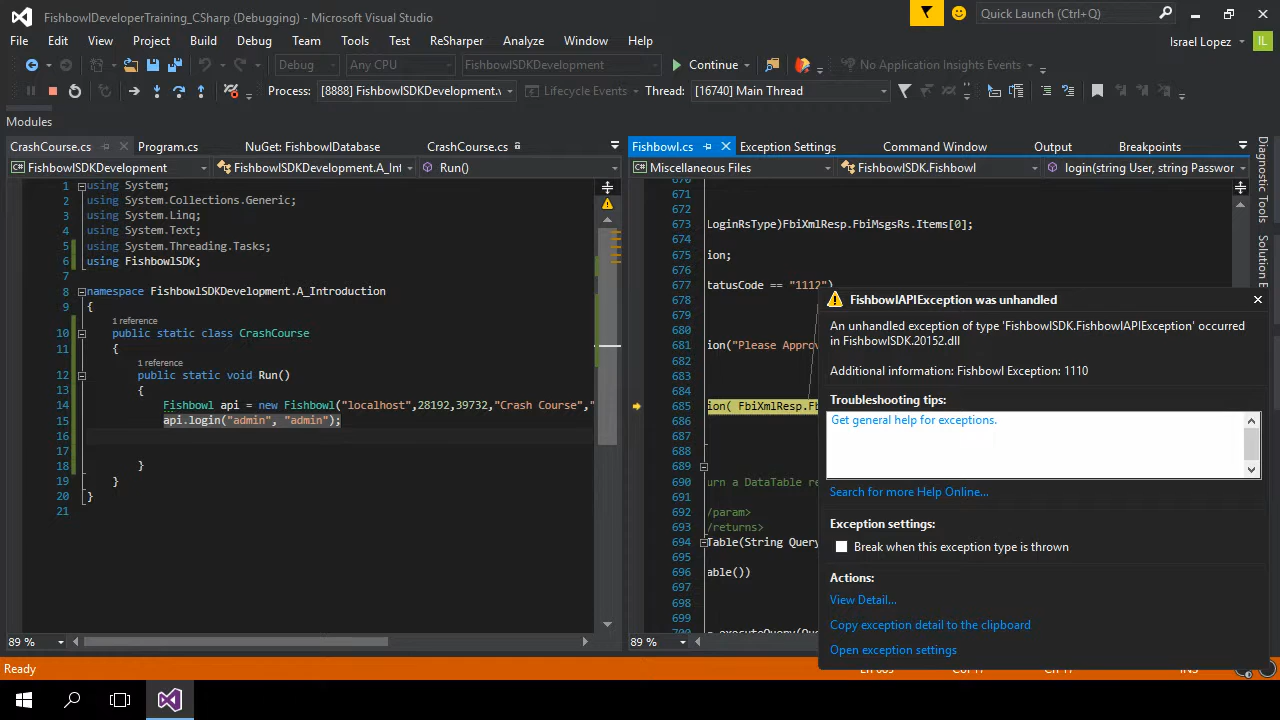 FishbowlDeveloperTraining_CSharp (Debugging) - Microsoft Visual Studio
Quick Launch (Ctrl+Q)
File Edit View Project Build Debug Team Tools Test ReSharper Analyze Window Help
Israel Lopez IL
Debug Any CPU FishbowlSDKDevelopment Continue No Application Insights Events
Process: [8888] FishbowlSDKDevelopment.v Lifecycle Events Thread: [16740] Main Thread
Modules
CrashCourse.cs Program.cs NuGet: FishbowlDatabase CrashCourse.cs
FishbowlSDKDevelopment FishbowlSDKDevelopment.A_Int Run()
1 using System;
2 using System.Collections.Generic;
3 using System.Linq;
4 using System.Text;
5 using System.Threading.Tasks;
6 using FishbowlSDK;
7
8 namespace FishbowlSDKDevelopment.A_Introduction
9 {
1 reference
10 public static class CrashCourse
11 {
1 reference
12 public static void Run()
13 {
14 Fishbowl api = new Fishbowl("localhost",28192,39732,"Crash Course","
15 api.login("admin", "admin");
16
17
18 }
19 }
20 }
21
89 %
Fishbowl.cs Exception Settings Command Window Output Breakpoints
Miscellaneous Files FishbowlSDK.Fishbowl login(string User, string Passwor
671
672
673 LoginRsType)FbiXmlResp.FbiMsgsRs.Items[0];
674
675 ion;
676
677 tatusCode == "1112")
678
679
680
681 ion("Please Approv
682
683
684
685 ion( FbiXmlResp.Fb
686
687
688
689
690 urn a DataTable re
691
692 /param>
693 /returns>
694 Table(String Query
695
696 able())
697
698
699
700 = executeQuery(Que
89 %
FishbowlAPIException was unhandled
An unhandled exception of type 'FishbowlSDK.FishbowlAPIException' occurred
in FishbowlSDK.20152.dll
Additional information: Fishbowl Exception: 1110
Troubleshooting tips:
Get general help for exceptions.
Search for more Help Online...
Exception settings:
Break when this exception type is thrown
Actions:
View Detail...
Copy exception detail to the clipboard
Open exception settings
Diagnostic Tools
Solution E
Ready